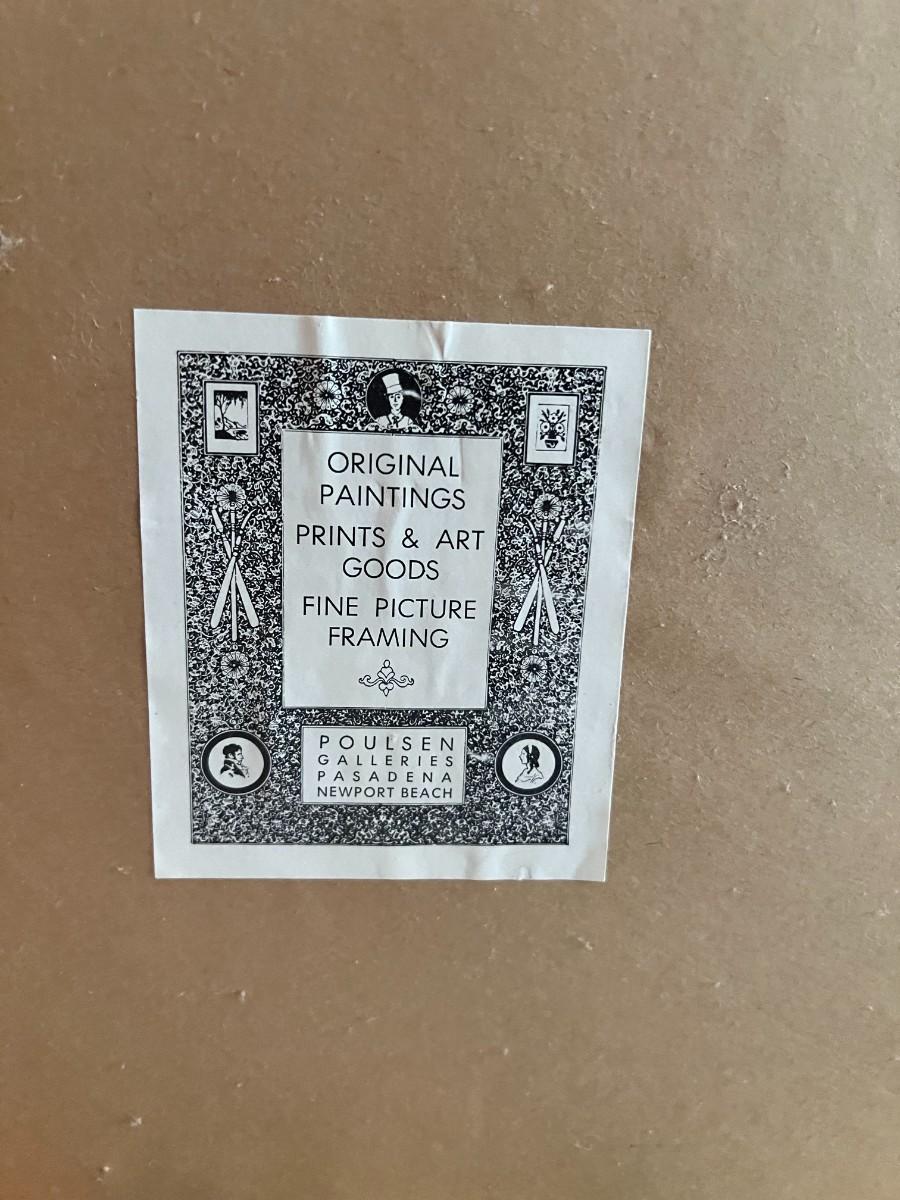 ORIGINAL
PAINTINGS
PRINTS & ART
GOODS
FINE PICTURE
FRAMING
POULSEN
GALLERIES
PASADENA
NEWPORT BEACH